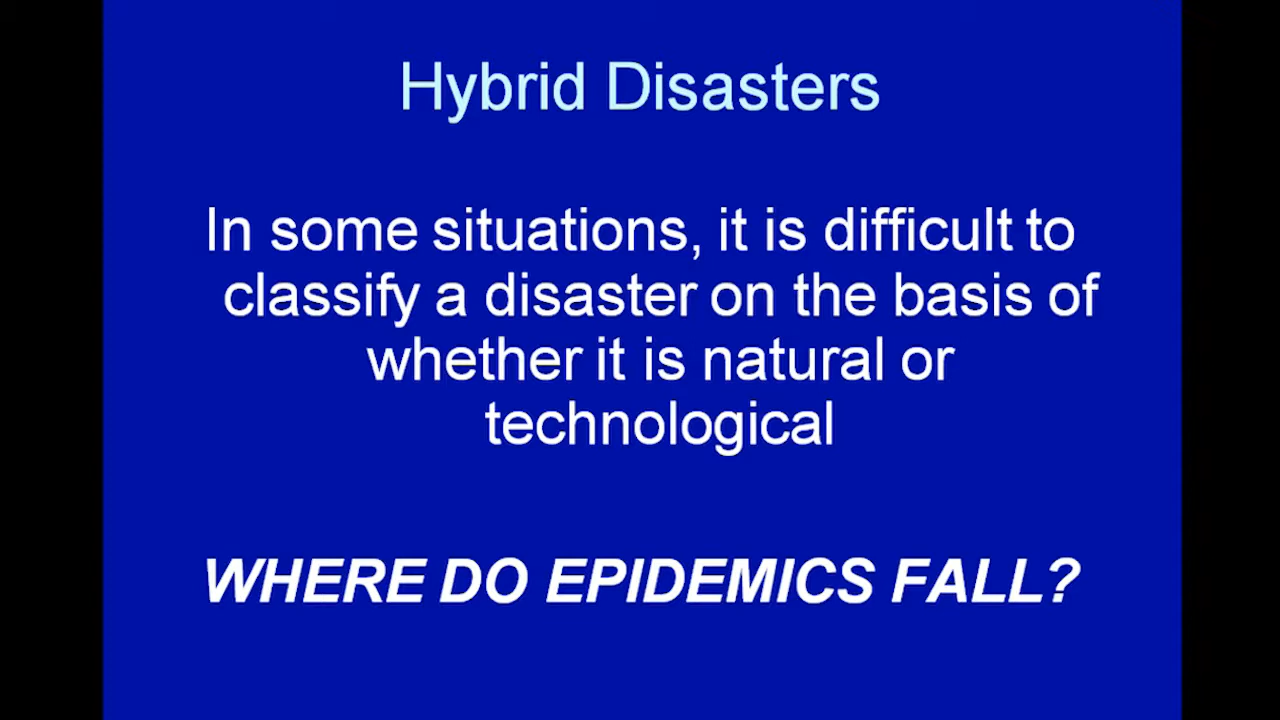 Hybrid Disasters
In some situations, it is difficult to
classify a disaster on the basis of
whether it is natural or
technological
WHERE DO EPIDEMICS FALL?